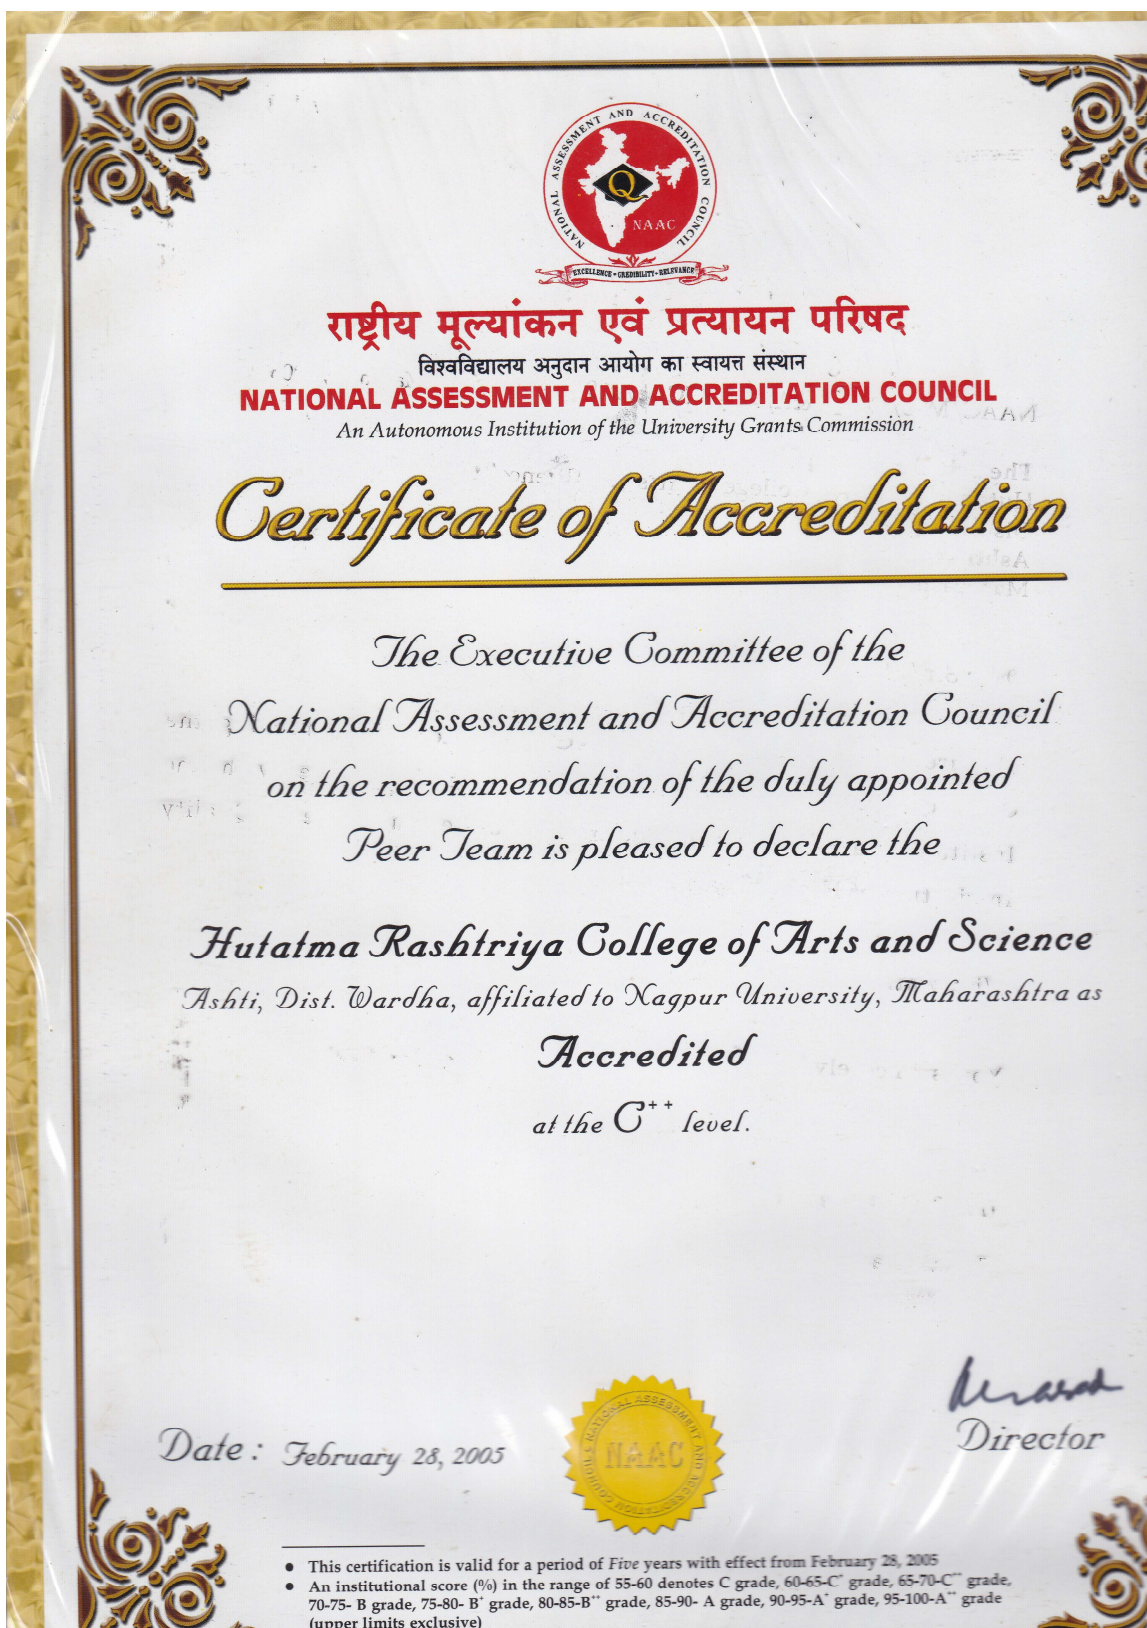 NATIONAL ASSESSMENT AND ACCREDITATION COUNCIL
Q
NAAC
EXCELLENCE • CREDIBILITY • RELEVANCE
राष्ट्रीय मूल्यांकन एवं प्रत्यायन परिषद
विश्वविद्यालय अनुदान आयोग का स्वायत्त संस्थान
NATIONAL ASSESSMENT AND ACCREDITATION COUNCIL
An Autonomous Institution of the University Grants Commission
Certificate of Accreditation
The Executive Committee of the
National Assessment and Accreditation Council
on the recommendation of the duly appointed
Peer Team is pleased to declare the
Hutatma Rashtriya College of Arts and Science
Ashti, Dist. Wardha, affiliated to Nagpur University, Maharashtra as
Accredited
at the C⁺⁺ level.
Director
Date : February 28, 2005
NATIONAL ASSESSMENT AND ACCREDITATION COUNCIL
NAAC
• This certification is valid for a period of Five years with effect from February 28, 2005
• An institutional score (%) in the range of 55-60 denotes C grade, 60-65-C⁺ grade, 65-70-C⁺⁺ grade,
70-75- B grade, 75-80- B⁺ grade, 80-85-B⁺⁺ grade, 85-90- A grade, 90-95-A⁺ grade, 95-100-A⁺⁺ grade
(upper limits exclusive)